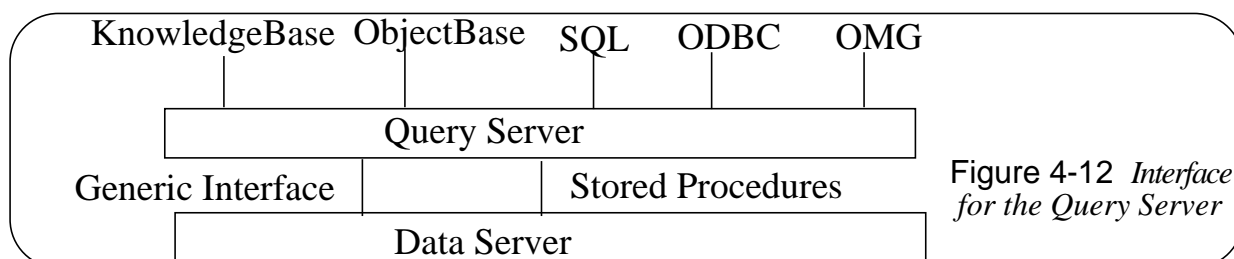 KnowledgeBase ObjectBase SQL ODBC OMG
Query Server
Generic Interface Stored Procedures
Data Server
Figure 4-12 Interface
for the Query Server